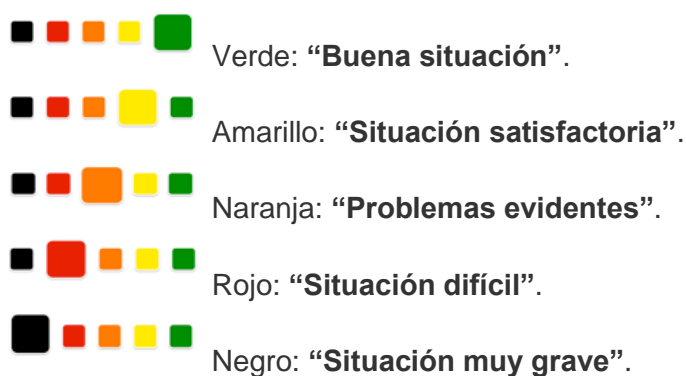 Verde: “Buena situación”.
Amarillo: “Situación satisfactoria”.
Naranja: “Problemas evidentes”.
Rojo: “Situación difícil”.
Negro: “Situación muy grave”.